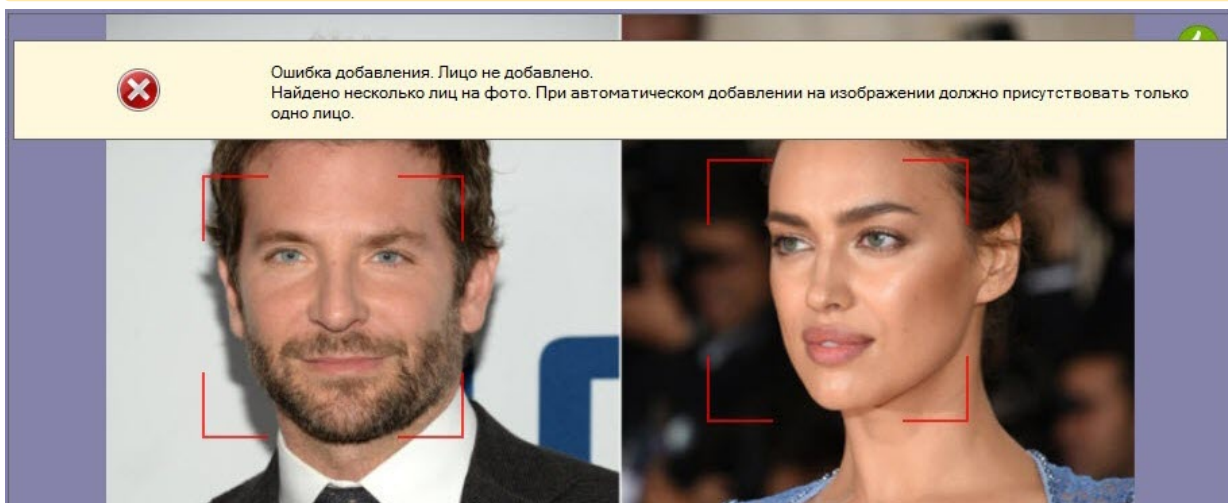 Ошибка добавления. Лицо не добавлено.
Найдено несколько лиц на фото. При автоматическом добавлении на изображении должно присутствовать только
одно лицо.